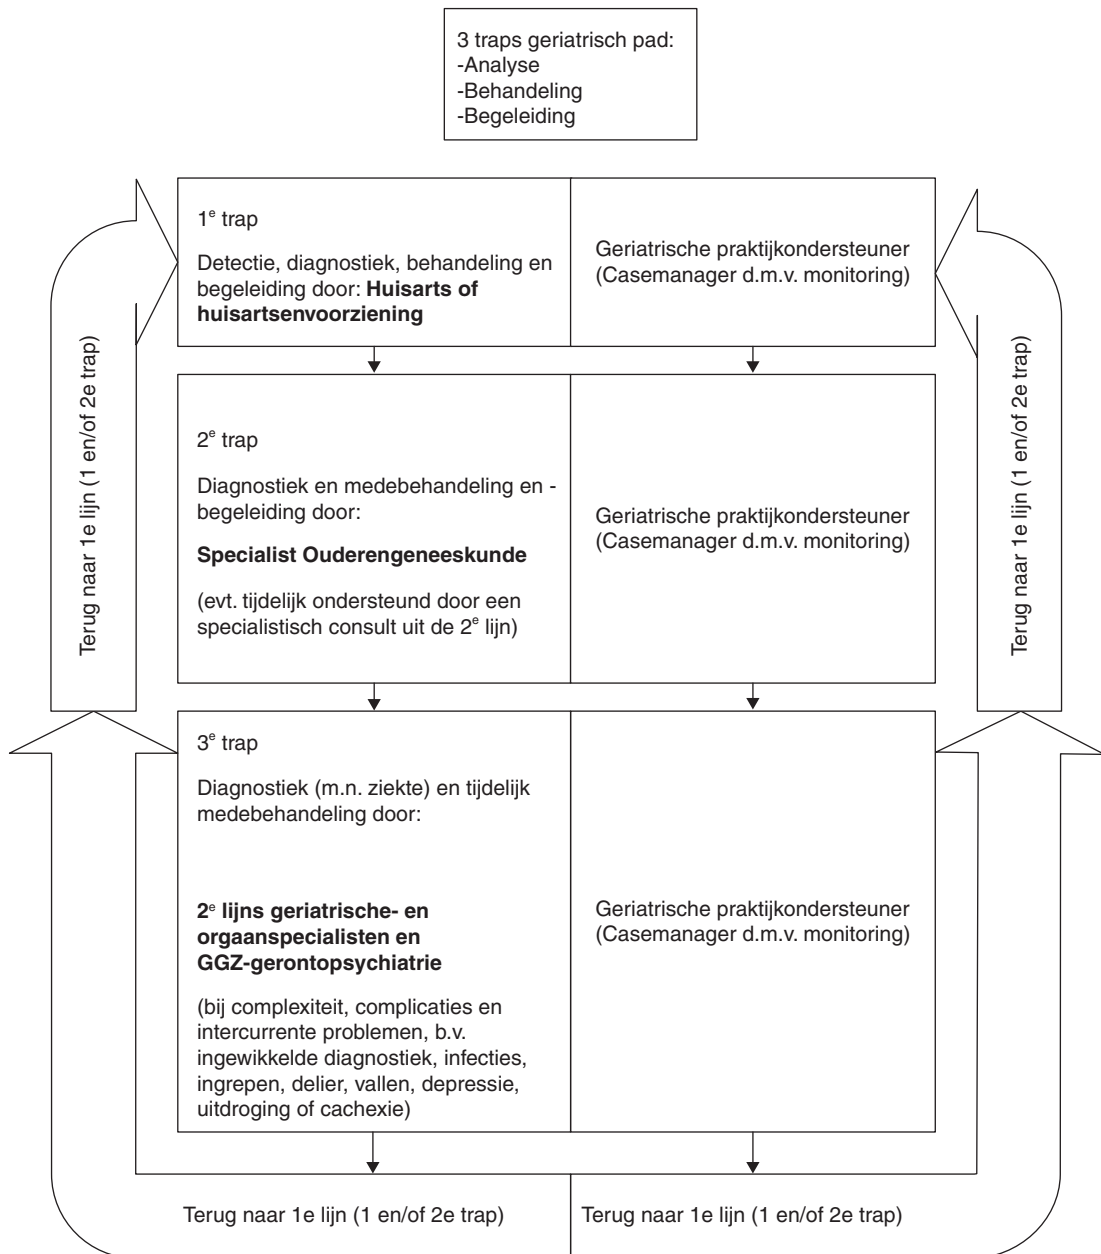 3 traps geriatrisch pad:
-Analyse
-Behandeling
-Begeleiding
1e trap
Detectie, diagnostiek, behandeling en
begeleiding door: Huisarts of
huisartsenvoorziening
Geriatrische praktijkondersteuner
(Casemanager d.m.v. monitoring)
Terug naar 1e lijn (1 en/of 2e trap)
Terug naar 1e lijn (1 en/of 2e trap)
2e trap
Diagnostiek en medebehandeling en -
begeleiding door:
Specialist Ouderengeneeskunde
(evt. tijdelijk ondersteund door een
specialistisch consult uit de 2e lijn)
Geriatrische praktijkondersteuner
(Casemanager d.m.v. monitoring)
3e trap
Diagnostiek (m.n. ziekte) en tijdelijk
medebehandeling door:
2e lijns geriatrische- en
orgaanspecialisten en
GGZ-gerontopsychiatrie
(bij complexiteit, complicaties en
intercurrente problemen, b.v.
ingewikkelde diagnostiek, infecties,
ingrepen, delier, vallen, depressie,
uitdroging of cachexie)
Geriatrische praktijkondersteuner
(Casemanager d.m.v. monitoring)
Terug naar 1e lijn (1 en/of 2e trap)
Terug naar 1e lijn (1 en/of 2e trap)